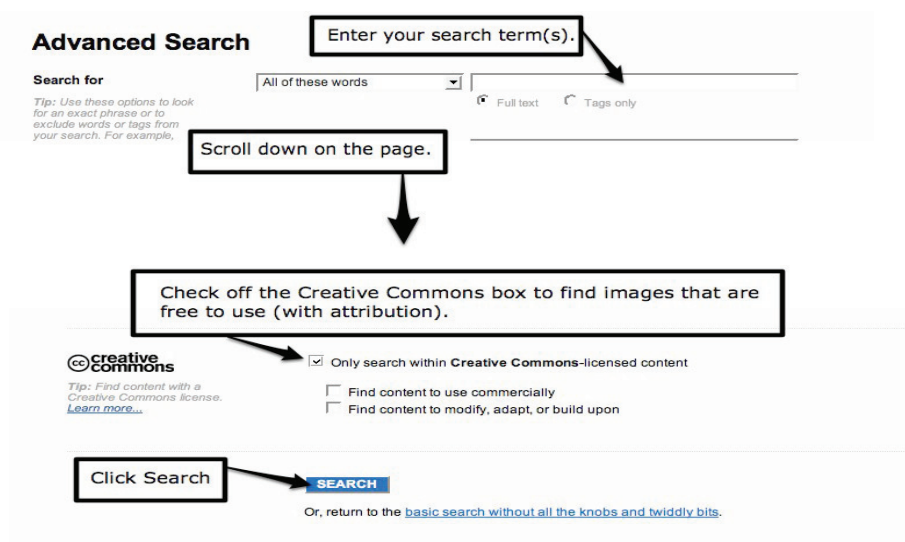 Advanced Search
Enter your search term(s).
Search for
All of these words
Full text
Tags only
Tip: Use these options to look
for an exact phrase or to
exclude words or tags from
your search. For example,
Scroll down on the page.
Check off the Creative Commons box to find images that are
free to use (with attribution).
cc creative
commons
Only search within Creative Commons-licensed content
Tip: Find content with a
Creative Commons license.
Learn more...
Find content to use commercially
Find content to modify, adapt, or build upon
Click Search
SEARCH
Or, return to the basic search without all the knobs and twiddly bits.